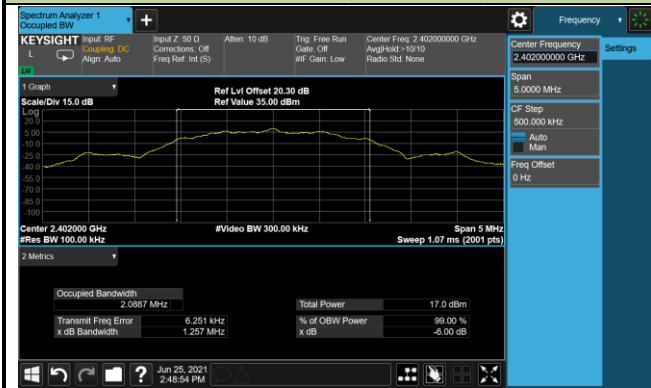 Spectrum Analyzer 1
Occupied BW
+
Frequency
KEYSIGHT
L
Input: RF
Coupling: DC
Align: Auto
Input Z: 50 Ω
Corrections: Off
Freq Ref: Int (S)
Atten: 10 dB
Trig: Free Run
Gate: Off
#IF Gain: Low
Center Freq: 2.402000000 GHz
Avg|Hold:>10/10
Radio Std: None
Center Frequency
2.402000000 GHz
Settings
Span
5.0000 MHz
CF Step
500.000 kHz
Auto
Man
Freq Offset
0 Hz
1 Graph
Scale/Div 15.0 dB
Ref Lvl Offset 20.30 dB
Ref Value 35.00 dBm
Log
20.0
5.00
-10.0
-25.0
-40.0
-55.0
-70.0
-85.0
-100
Center 2.402000 GHz
#Video BW 300.00 kHz
Span 5 MHz
#Res BW 100.00 kHz
Sweep 1.07 ms (2001 pts)
2 Metrics
Occupied Bandwidth
2.0887 MHz
Total Power 17.0 dBm
Transmit Freq Error 6.251 kHz
% of OBW Power 99.00 %
x dB Bandwidth 1.257 MHz
x dB -6.00 dB
?
Jun 25, 2021
2:48:54 PM